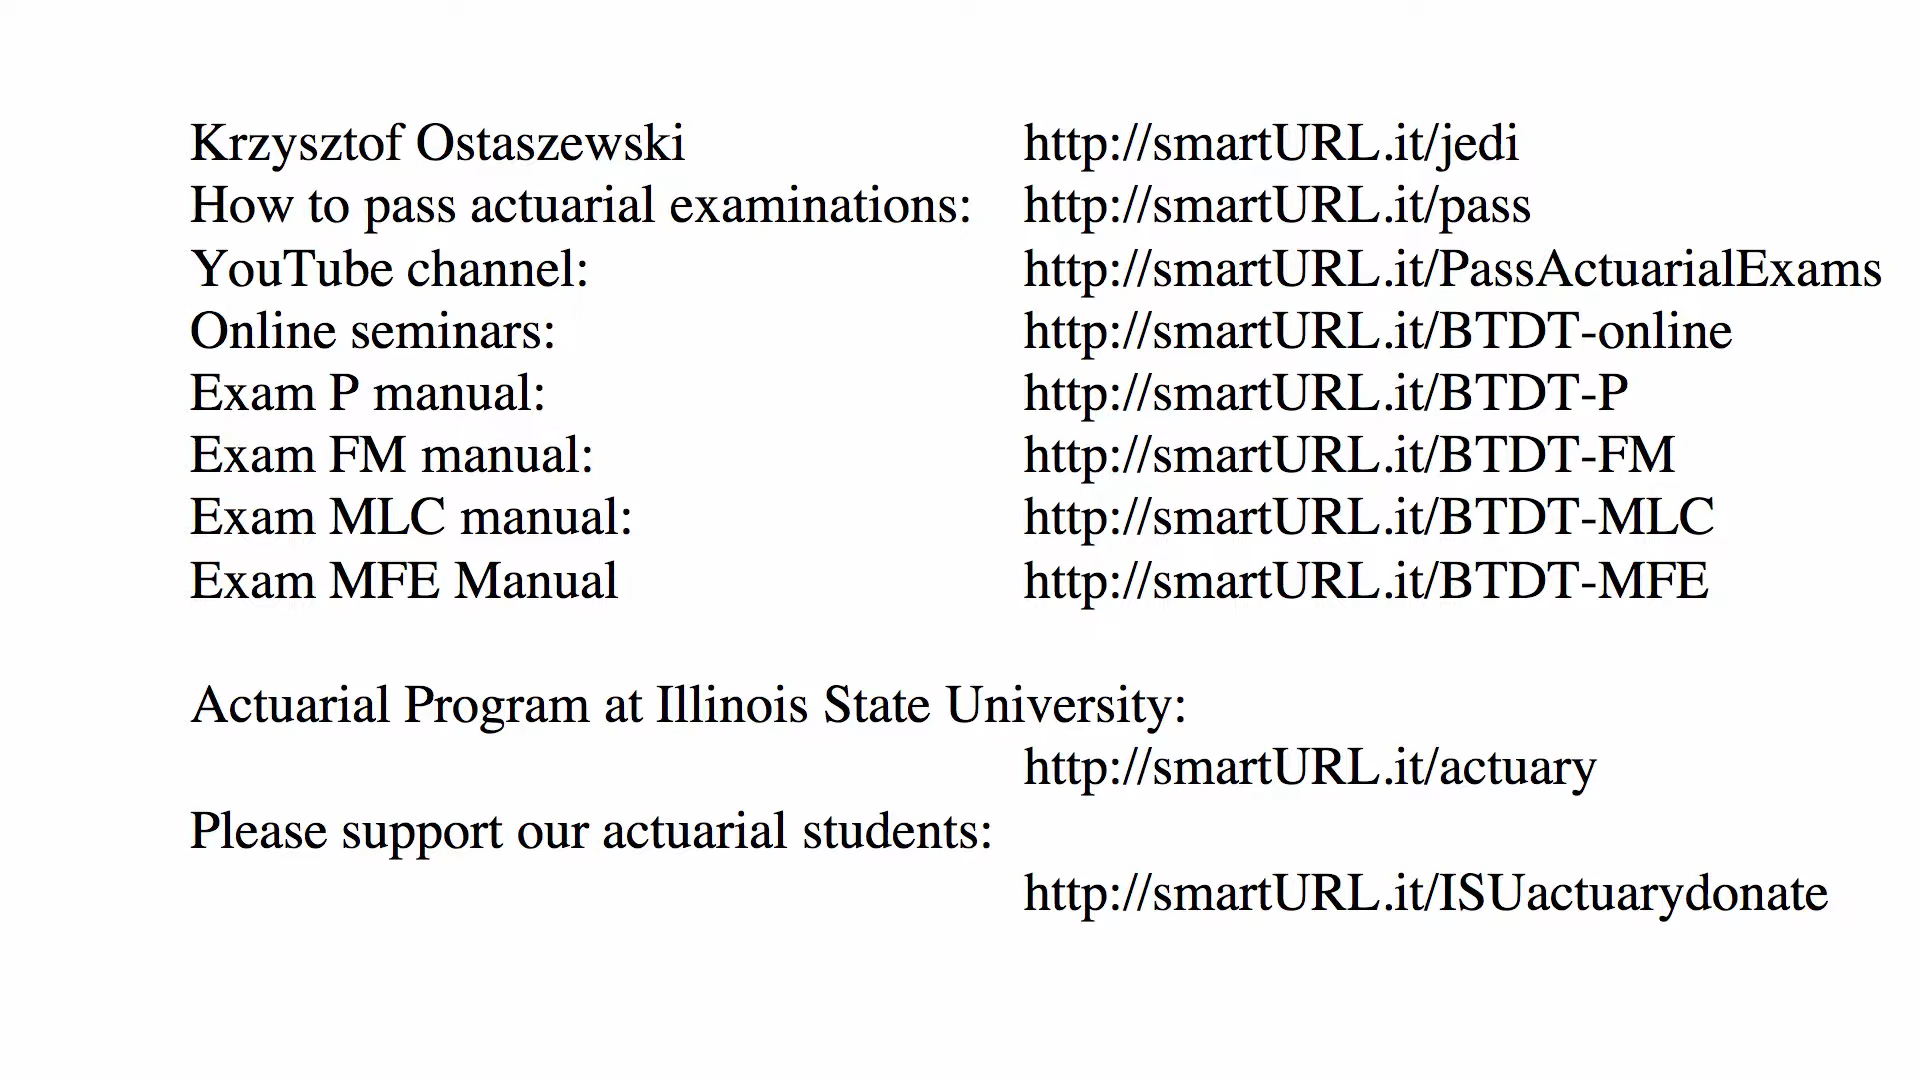 Krzysztof Ostaszewski http://smartURL.it/jedi
How to pass actuarial examinations: http://smartURL.it/pass
YouTube channel: http://smartURL.it/PassActuarialExams
Online seminars: http://smartURL.it/BTDT-online
Exam P manual: http://smartURL.it/BTDT-P
Exam FM manual: http://smartURL.it/BTDT-FM
Exam MLC manual: http://smartURL.it/BTDT-MLC
Exam MFE Manual http://smartURL.it/BTDT-MFE
Actuarial Program at Illinois State University:
http://smartURL.it/actuary
Please support our actuarial students:
http://smartURL.it/ISUactuarydonate